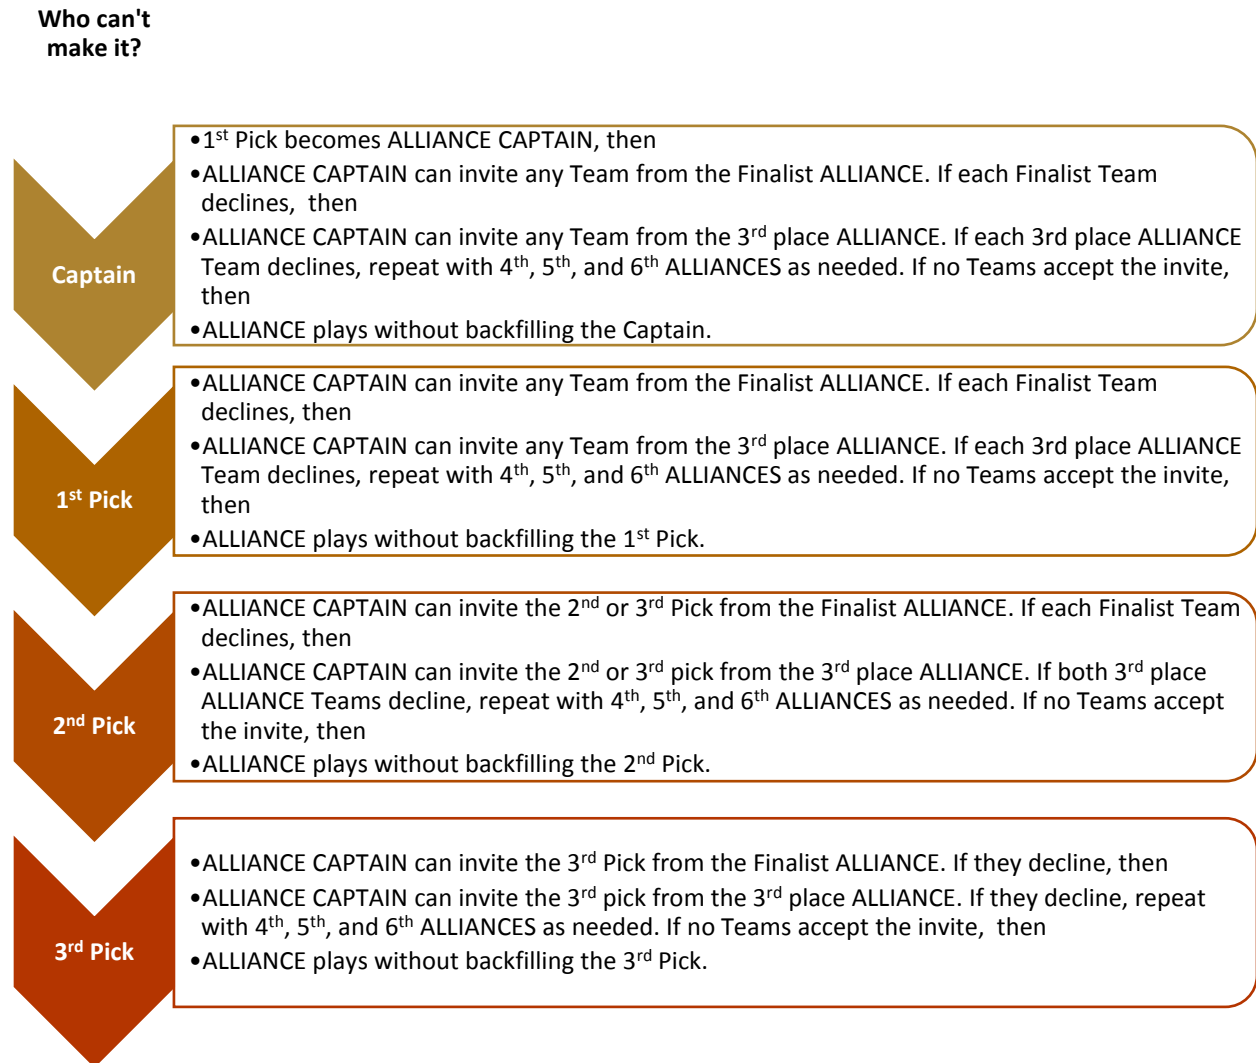 Who can't
make it?
Captain
•1st Pick becomes ALLIANCE CAPTAIN, then
•ALLIANCE CAPTAIN can invite any Team from the Finalist ALLIANCE. If each Finalist Team
declines,  then
•ALLIANCE CAPTAIN can invite any Team from the 3rd place ALLIANCE. If each 3rd place ALLIANCE
Team declines, repeat with 4th, 5th, and 6th ALLIANCES as needed. If no Teams accept the invite,
then
•ALLIANCE plays without backfilling the Captain.
1st Pick
•ALLIANCE CAPTAIN can invite any Team from the Finalist ALLIANCE. If each Finalist Team
declines, then
•ALLIANCE CAPTAIN can invite any Team from the 3rd place ALLIANCE. If each 3rd place ALLIANCE
Team declines, repeat with 4th, 5th, and 6th ALLIANCES as needed. If no Teams accept the invite,
then
•ALLIANCE plays without backfilling the 1st Pick.
2nd Pick
•ALLIANCE CAPTAIN can invite the 2nd or 3rd Pick from the Finalist ALLIANCE. If each Finalist Team
declines, then
•ALLIANCE CAPTAIN can invite the 2nd or 3rd pick from the 3rd place ALLIANCE. If both 3rd place
ALLIANCE Teams decline, repeat with 4th, 5th, and 6th ALLIANCES as needed. If no Teams accept
the invite, then
•ALLIANCE plays without backfilling the 2nd Pick.
3rd Pick
•ALLIANCE CAPTAIN can invite the 3rd Pick from the Finalist ALLIANCE. If they decline, then
•ALLIANCE CAPTAIN can invite the 3rd pick from the 3rd place ALLIANCE. If they decline, repeat
with 4th, 5th, and 6th ALLIANCES as needed. If no Teams accept the invite,  then
•ALLIANCE plays without backfilling the 3rd Pick.